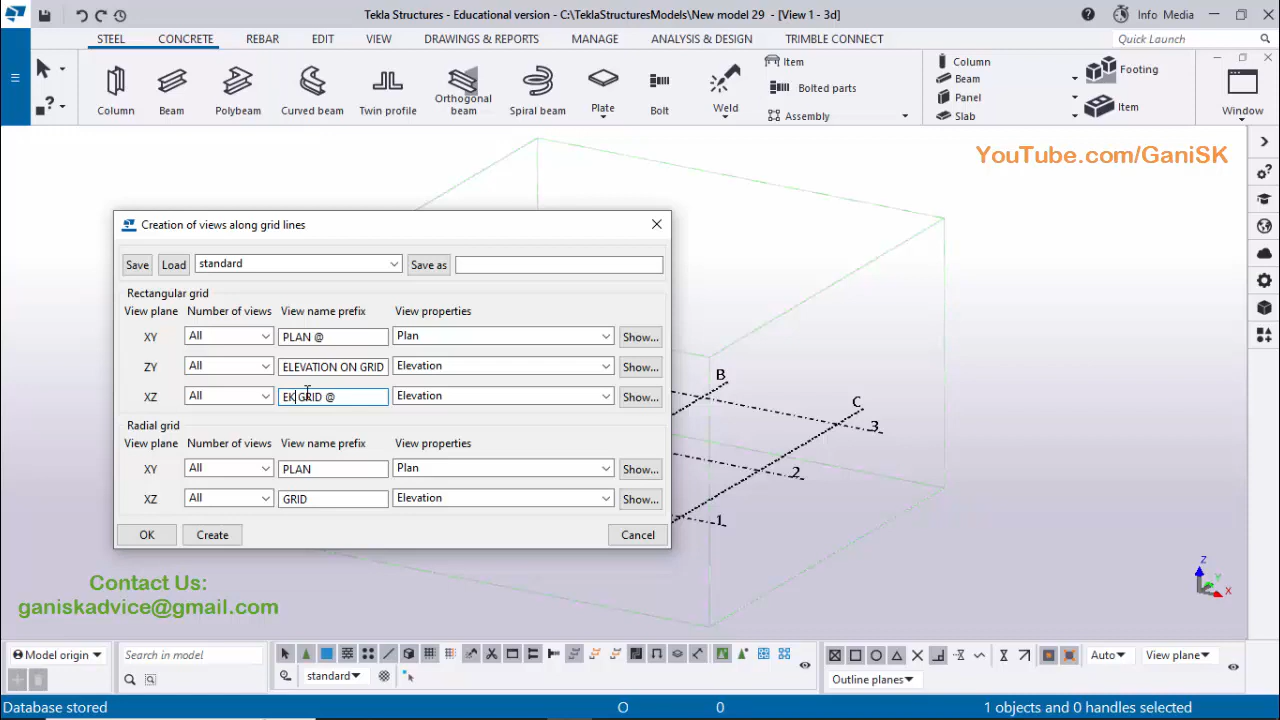 Tekla Structures - Educational version - C:\TeklaStructuresModels\New model 29 - [View 1 - 3d]
Info Media
STEEL CONCRETE REBAR EDIT VIEW DRAWINGS & REPORTS MANAGE ANALYSIS & DESIGN TRIMBLE CONNECT
Quick Launch
Column
Beam
Polybeam
Curved beam
Twin profile
Orthogonal
beam
Spiral beam
Plate
Bolt
Weld
Item
Bolted parts
Assembly
Column
Beam
Panel
Slab
Footing
Item
Window
YouTube.com/GaniSK
Creation of views along grid lines
Save Load standard Save as
Rectangular grid
View plane Number of views View name prefix View properties
XY All PLAN @ Plan Show...
ZY All ELEVATION ON GRID Elevation Show...
XZ All EK GRID @ Elevation Show...
Radial grid
View plane Number of views View name prefix View properties
XY All PLAN Plan Show...
XZ All GRID Elevation Show...
OK Create Cancel
B
C
3
2
1
Z
Y
X
Contact Us:
ganiskadvice@gmail.com
Model origin
Search in model
standard
Auto
View plane
Outline planes
Database stored O 0 1 objects and 0 handles selected